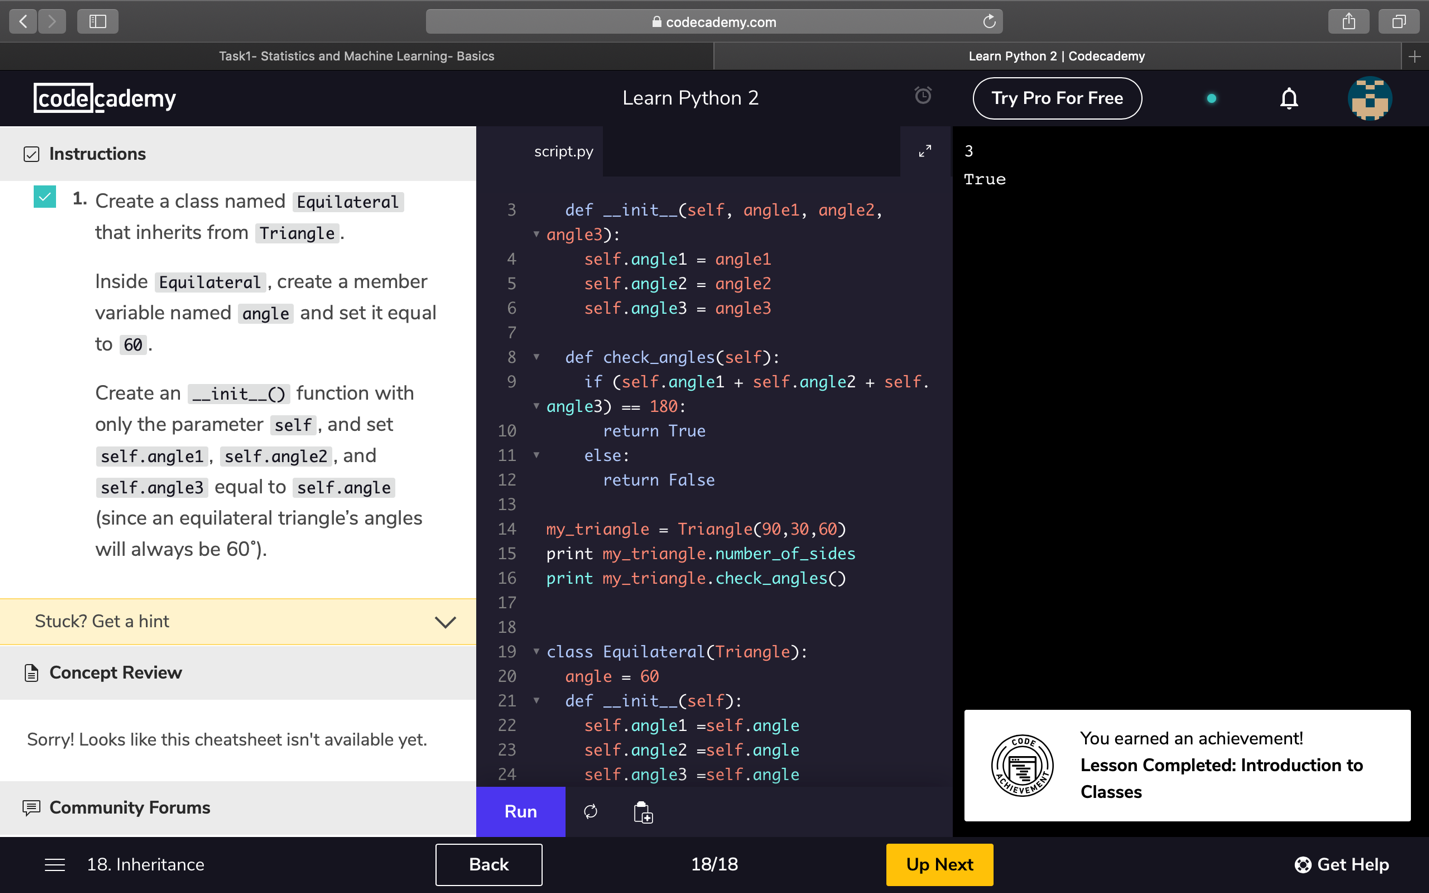 codecademy.com
Task1- Statistics and Machine Learning- Basics
Learn Python 2 | Codecademy
codecademy
Learn Python 2
Try Pro For Free
Instructions
1. Create a class named Equilateral
that inherits from Triangle.
Inside Equilateral, create a member
variable named angle and set it equal
to 60.
Create an __init__() function with
only the parameter self, and set
self.angle1, self.angle2, and
self.angle3 equal to self.angle
(since an equilateral triangle's angles
will always be 60°).
Stuck? Get a hint
Concept Review
Sorry! Looks like this cheatsheet isn't available yet.
Community Forums
script.py
3 def __init__(self, angle1, angle2,
angle3):
4 self.angle1 = angle1
5 self.angle2 = angle2
6 self.angle3 = angle3
7
8 def check_angles(self):
9 if (self.angle1 + self.angle2 + self.
angle3) == 180:
10 return True
11 else:
12 return False
13
14 my_triangle = Triangle(90,30,60)
15 print my_triangle.number_of_sides
16 print my_triangle.check_angles()
17
18
19 class Equilateral(Triangle):
20 angle = 60
21 def __init__(self):
22 self.angle1 =self.angle
23 self.angle2 =self.angle
24 self.angle3 =self.angle
Run
3
True
CODE
ACHIEVEMENT
You earned an achievement!
Lesson Completed: Introduction to
Classes
18. Inheritance
Back
18/18
Up Next
Get Help